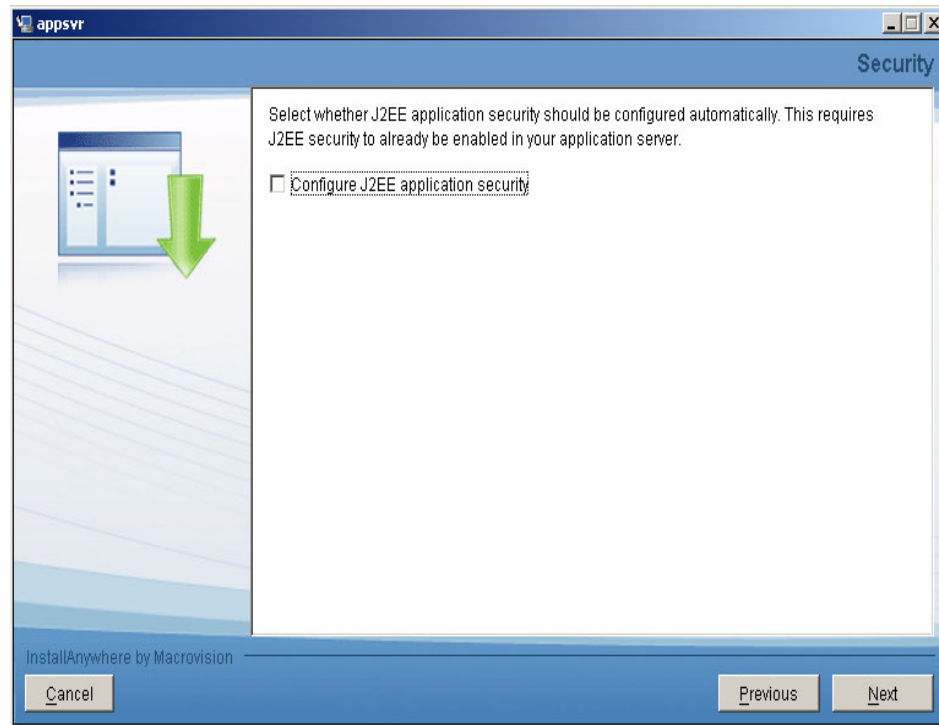 appsvr
Security
Select whether J2EE application security should be configured automatically. This requires
J2EE security to already be enabled in your application server.
Configure J2EE application security
InstallAnywhere by Macrovision
Cancel
Previous
Next